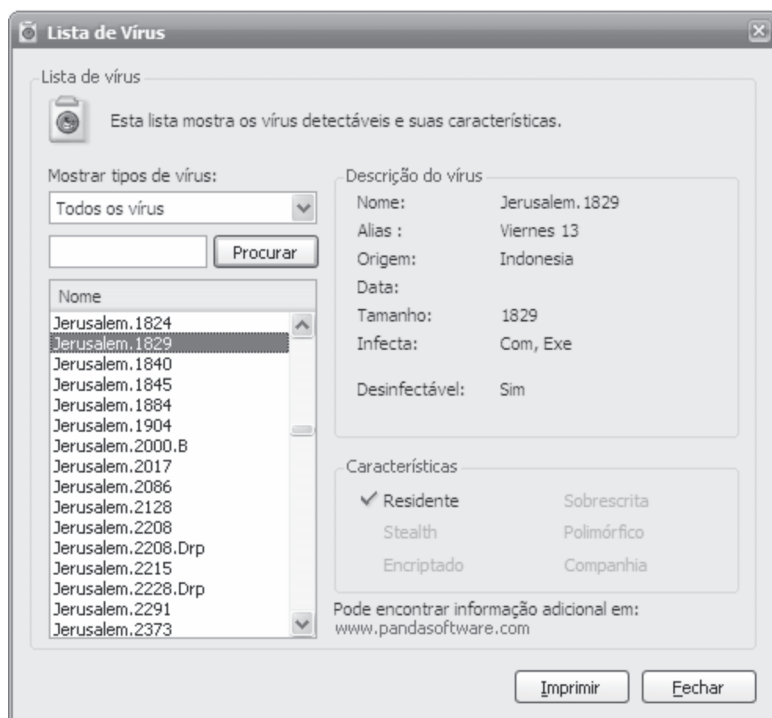 Lista de Vírus
Lista de vírus
Esta lista mostra os vírus detectáveis e suas características.
Mostrar tipos de vírus:
Todos os vírus
Procurar
Nome
Jerusalem.1824
Jerusalem.1829
Jerusalem.1840
Jerusalem.1845
Jerusalem.1884
Jerusalem.1904
Jerusalem.2000.B
Jerusalem.2017
Jerusalem.2086
Jerusalem.2128
Jerusalem.2208
Jerusalem.2208.Drp
Jerusalem.2215
Jerusalem.2228.Drp
Jerusalem.2291
Jerusalem.2373
Descrição do vírus
Nome: Jerusalem.1829
Alias : Viernes 13
Origem: Indonesia
Data:
Tamanho: 1829
Infecta: Com, Exe
Desinfectável: Sim
Características
Residente Sobrescrita
Stealth Polimórfico
Encriptado Companhia
Pode encontrar informação adicional em:
www.pandasoftware.com
Imprimir Fechar